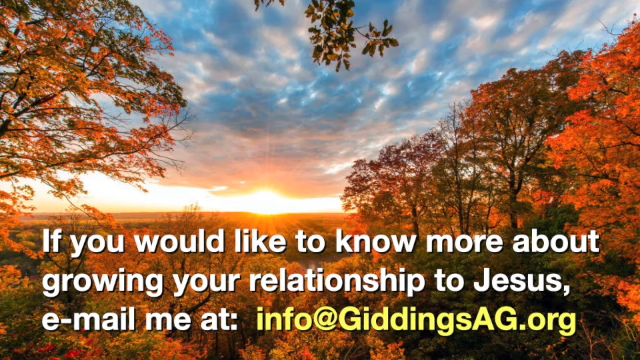 If you would like to know more about
growing your relationship to Jesus,
e-mail me at: info@GiddingsAG.org